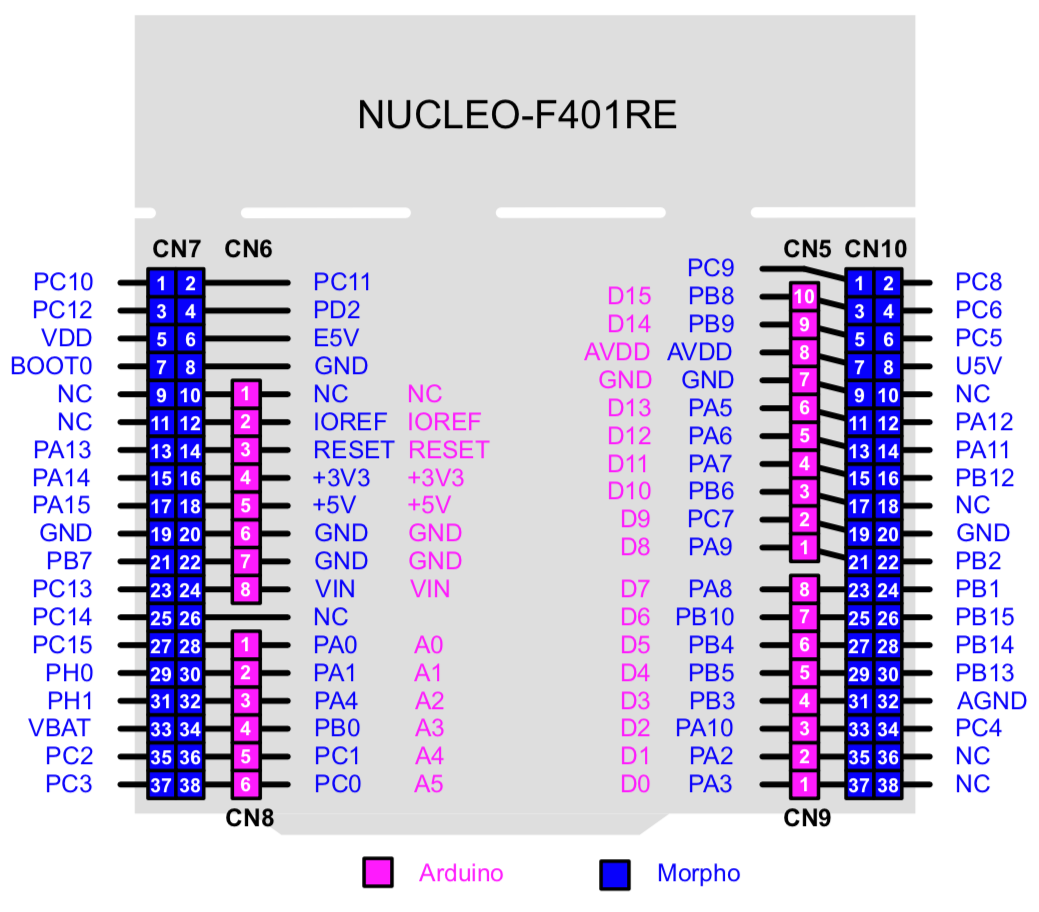 NUCLEO-F401RE
CN7 CN6 CN5 CN10
PC9
PC10 1 2 PC11 1 2 PC8
D15 PB8 10
PC12 3 4 PD2 3 4 PC6
D14 PB9 9
VDD 5 6 E5V 5 6 PC5
AVDD AVDD 8
BOOT0 7 8 GND 7 8 U5V
GND GND 7
NC 9 10 1 NC NC 9 10 NC
D13 PA5 6
NC 11 12 2 IOREF IOREF 11 12 PA12
D12 PA6 5
PA13 13 14 3 RESET RESET 13 14 PA11
D11 PA7 4
PA14 15 16 4 +3V3 +3V3 15 16 PB12
D10 PB6 3
PA15 17 18 5 +5V +5V 17 18 NC
D9 PC7 2
GND 19 20 6 GND GND 19 20 GND
D8 PA9 1
PB7 21 22 7 GND GND 21 22 PB2
PC13 23 24 8 VIN VIN D7 PA8 8 23 24 PB1
PC14 25 26 NC D6 PB10 7 25 26 PB15
PC15 27 28 1 PA0 A0 D5 PB4 6 27 28 PB14
PH0 29 30 2 PA1 A1 D4 PB5 5 29 30 PB13
PH1 31 32 3 PA4 A2 D3 PB3 4 31 32 AGND
VBAT 33 34 4 PB0 A3 D2 PA10 3 33 34 PC4
PC2 35 36 5 PC1 A4 D1 PA2 2 35 36 NC
PC3 37 38 6 PC0 A5 D0 PA3 1 37 38 NC
CN8 CN9
Arduino Morpho